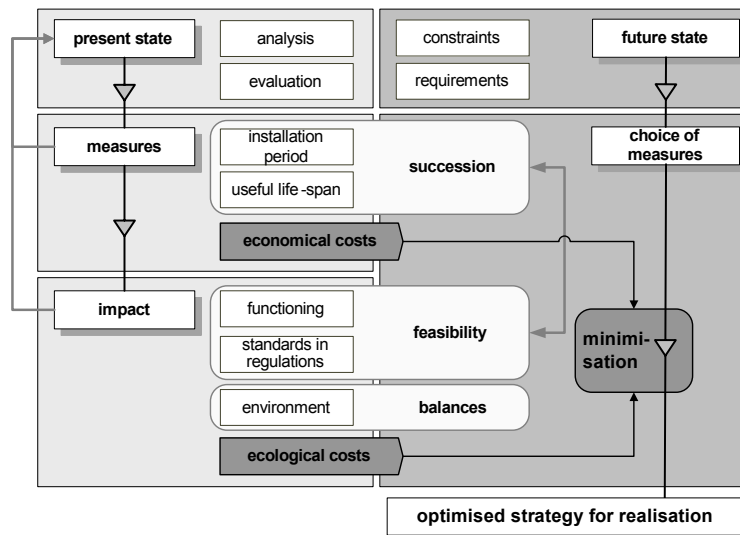 present state
analysis
constraints
future state
evaluation
requirements
measures
installation
period
succession
choice of
measures
useful life-span
economical costs
impact
functioning
feasibility
minimi-
sation
standards in
regulations
environment
balances
ecological costs
optimised strategy for realisation